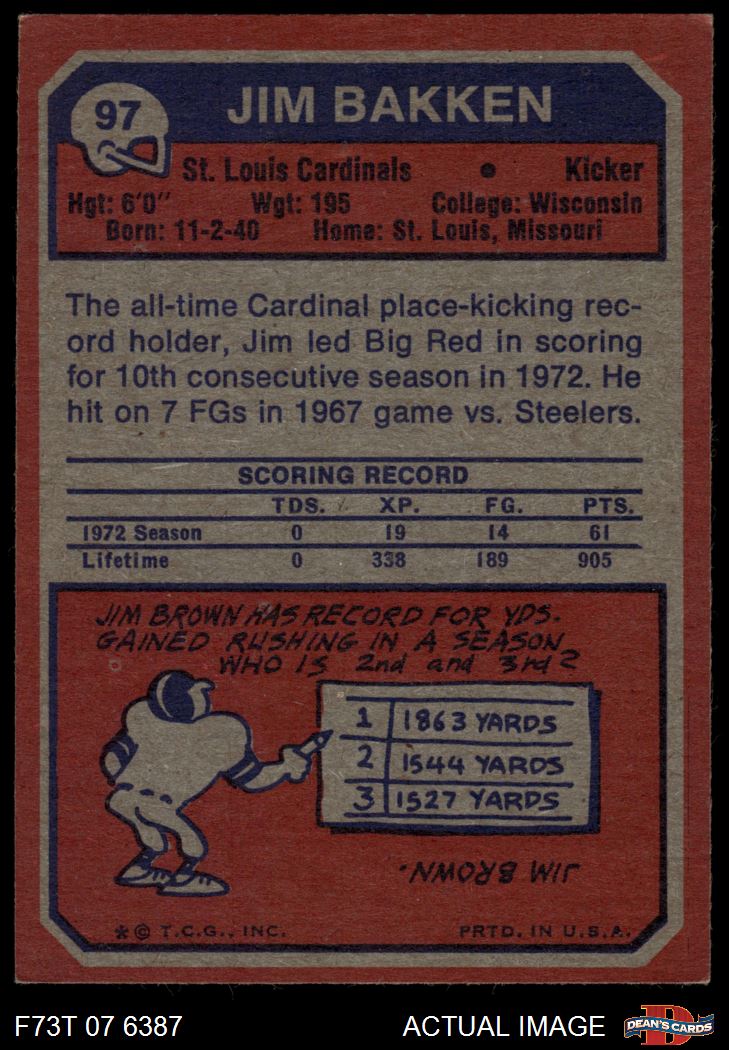 97
JIM BAKKEN
St. Louis Cardinals • Kicker
Hgt: 6'0" Wgt: 195 College: Wisconsin
Born: 11-2-40 Home: St. Louis, Missouri
The all-time Cardinal place-kicking rec-
ord holder, Jim led Big Red in scoring
for 10th consecutive season in 1972. He
hit on 7 FGs in 1967 game vs. Steelers.
SCORING RECORD
TDS. XP. FG. PTS.
1972 Season 0 19 14 61
Lifetime 0 338 189 905
JIM BROWN HAS RECORD FOR YDS.
GAINED RUSHING IN A SEASON
WHO IS 2nd and 3rd?
1 1863 YARDS
2 1544 YARDS
3 1527 YARDS
JIM BROWN.
* © T.C.G., INC. PRTD. IN U.S.A.
F73T 07 6387 ACTUAL IMAGE
D
DEAN'S CARDS